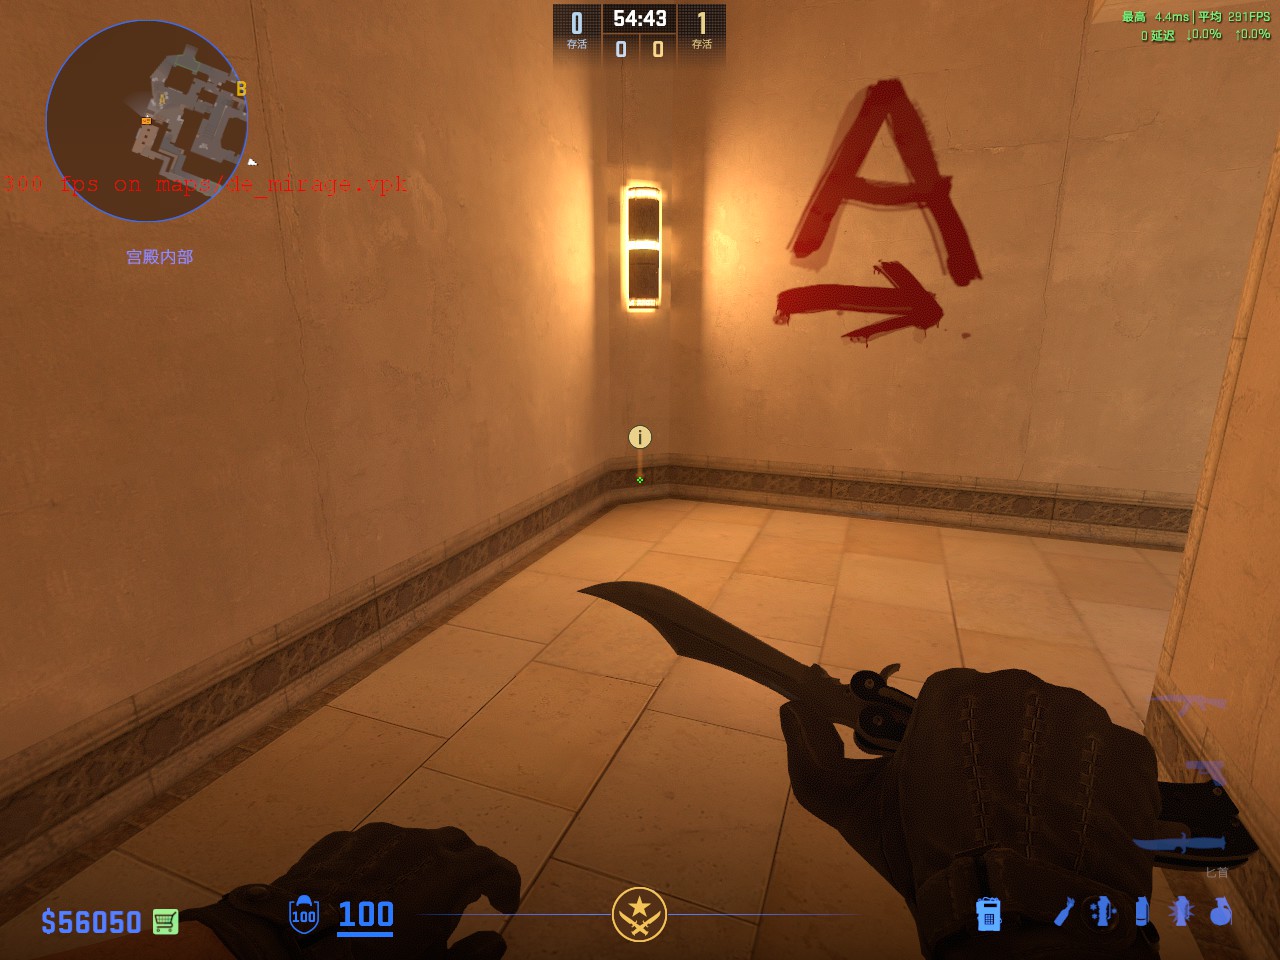 0
存活
54:43
0 0
1
存活
最高 4.4ms | 平均 291FPS
0 延迟 ↓0.0% ↑0.0%
B
300 fps on maps/de_mirage.vpk
宫殿内部
A
i
匕首
$56050
100
100